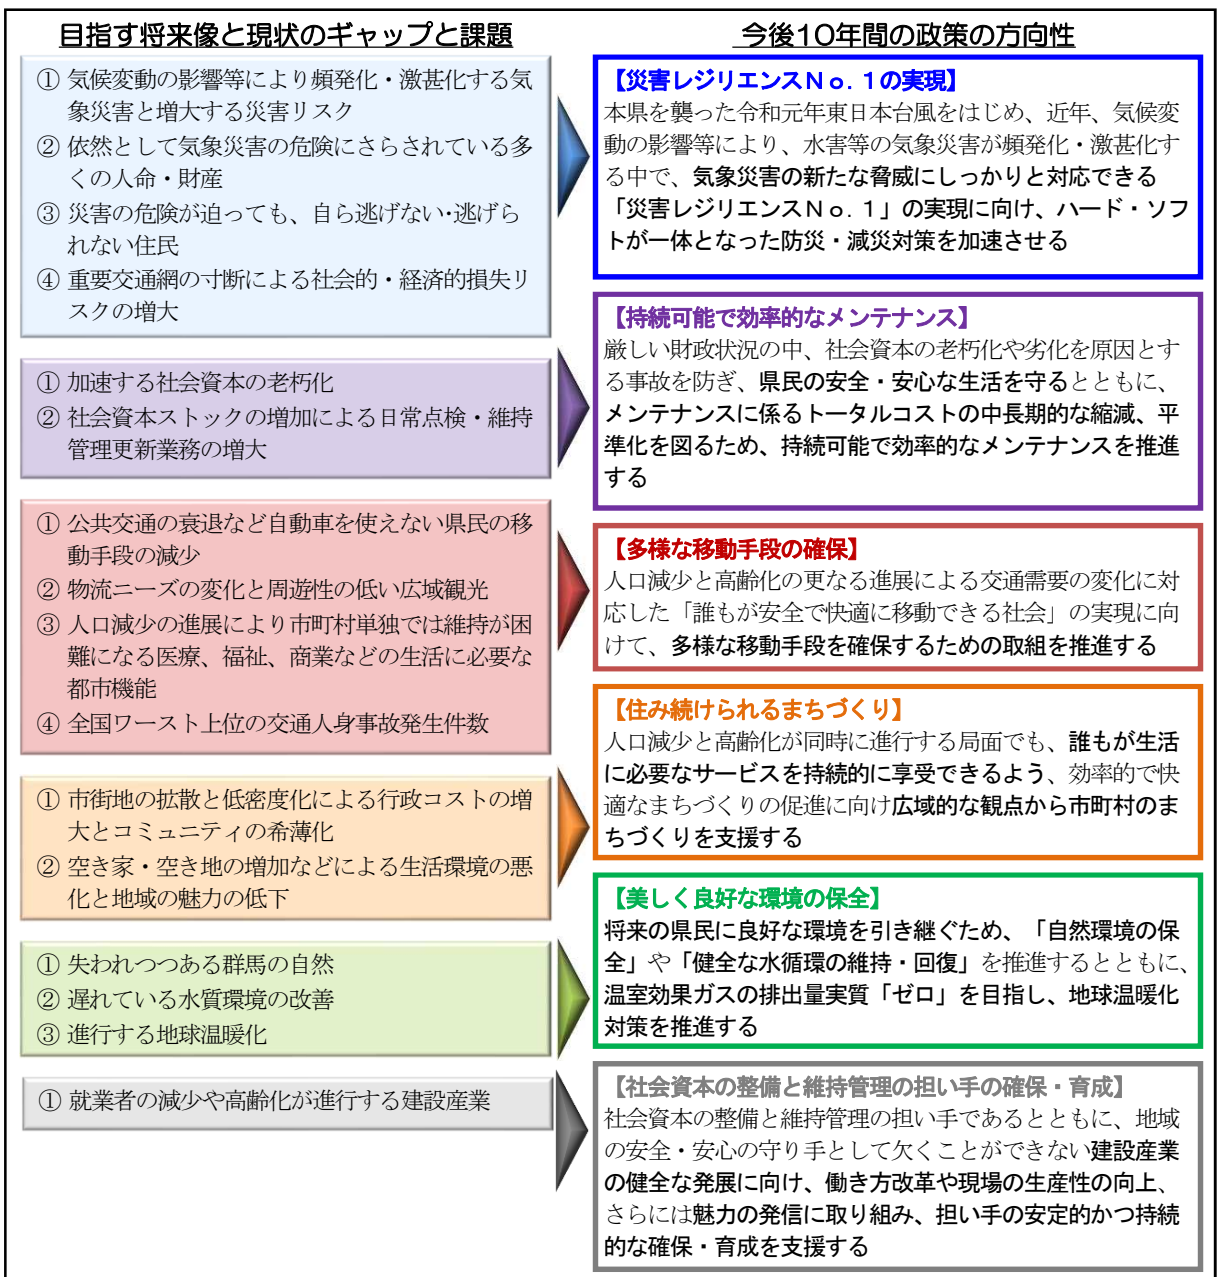 目指す将来像と現状のギャップと課題
① 気候変動の影響等により頻発化・激甚化する気
象災害と増大する災害リスク
② 依然として気象災害の危険にさらされている多
くの人命・財産
③ 災害の危険が迫っても、自ら逃げない・逃げら
れない住民
④ 重要交通網の寸断による社会的・経済的損失リ
スクの増大
① 加速する社会資本の老朽化
② 社会資本ストックの増加による日常点検・維持
管理更新業務の増大
① 公共交通の衰退など自動車を使えない県民の移
動手段の減少
② 物流ニーズの変化と周遊性の低い広域観光
③ 人口減少の進展により市町村単独では維持が困
難になる医療、福祉、商業などの生活に必要な
都市機能
④ 全国ワースト上位の交通人身事故発生件数
① 市街地の拡散と低密度化による行政コストの増
大とコミュニティの希薄化
② 空き家・空き地の増加などによる生活環境の悪
化と地域の魅力の低下
① 失われつつある群馬の自然
② 遅れている水質環境の改善
③ 進行する地球温暖化
① 就業者の減少や高齢化が進行する建設産業
今後10年間の政策の方向性
【災害レジリエンスＮｏ．１の実現】
本県を襲った令和元年東日本台風をはじめ、近年、気候変
動の影響等により、水害等の気象災害が頻発化・激甚化す
る中で、気象災害の新たな脅威にしっかりと対応できる
「災害レジリエンスＮｏ．１」の実現に向け、ハード・ソフ
トが一体となった防災・減災対策を加速させる
【持続可能で効率的なメンテナンス】
厳しい財政状況の中、社会資本の老朽化や劣化を原因とす
る事故を防ぎ、県民の安全・安心な生活を守るとともに、
メンテナンスに係るトータルコストの中長期的な縮減、平
準化を図るため、持続可能で効率的なメンテナンスを推進
する
【多様な移動手段の確保】
人口減少と高齢化の更なる進展による交通需要の変化に対
応した「誰もが安全で快適に移動できる社会」の実現に向
けて、多様な移動手段を確保するための取組を推進する
【住み続けられるまちづくり】
人口減少と高齢化が同時に進行する局面でも、誰もが生活
に必要なサービスを持続的に享受できるよう、効率的で快
適なまちづくりの促進に向け広域的な観点から市町村のま
ちづくりを支援する
【美しく良好な環境の保全】
将来の県民に良好な環境を引き継ぐため、「自然環境の保
全」や「健全な水循環の維持・回復」を推進するとともに、
温室効果ガスの排出量実質「ゼロ」を目指し、地球温暖化
対策を推進する
【社会資本の整備と維持管理の担い手の確保・育成】
社会資本の整備と維持管理の担い手であるとともに、地域
の安全・安心の守り手として欠くことができない建設産業
の健全な発展に向け、働き方改革や現場の生産性の向上、
さらには魅力の発信に取り組み、担い手の安定的かつ持続
的な確保・育成を支援する